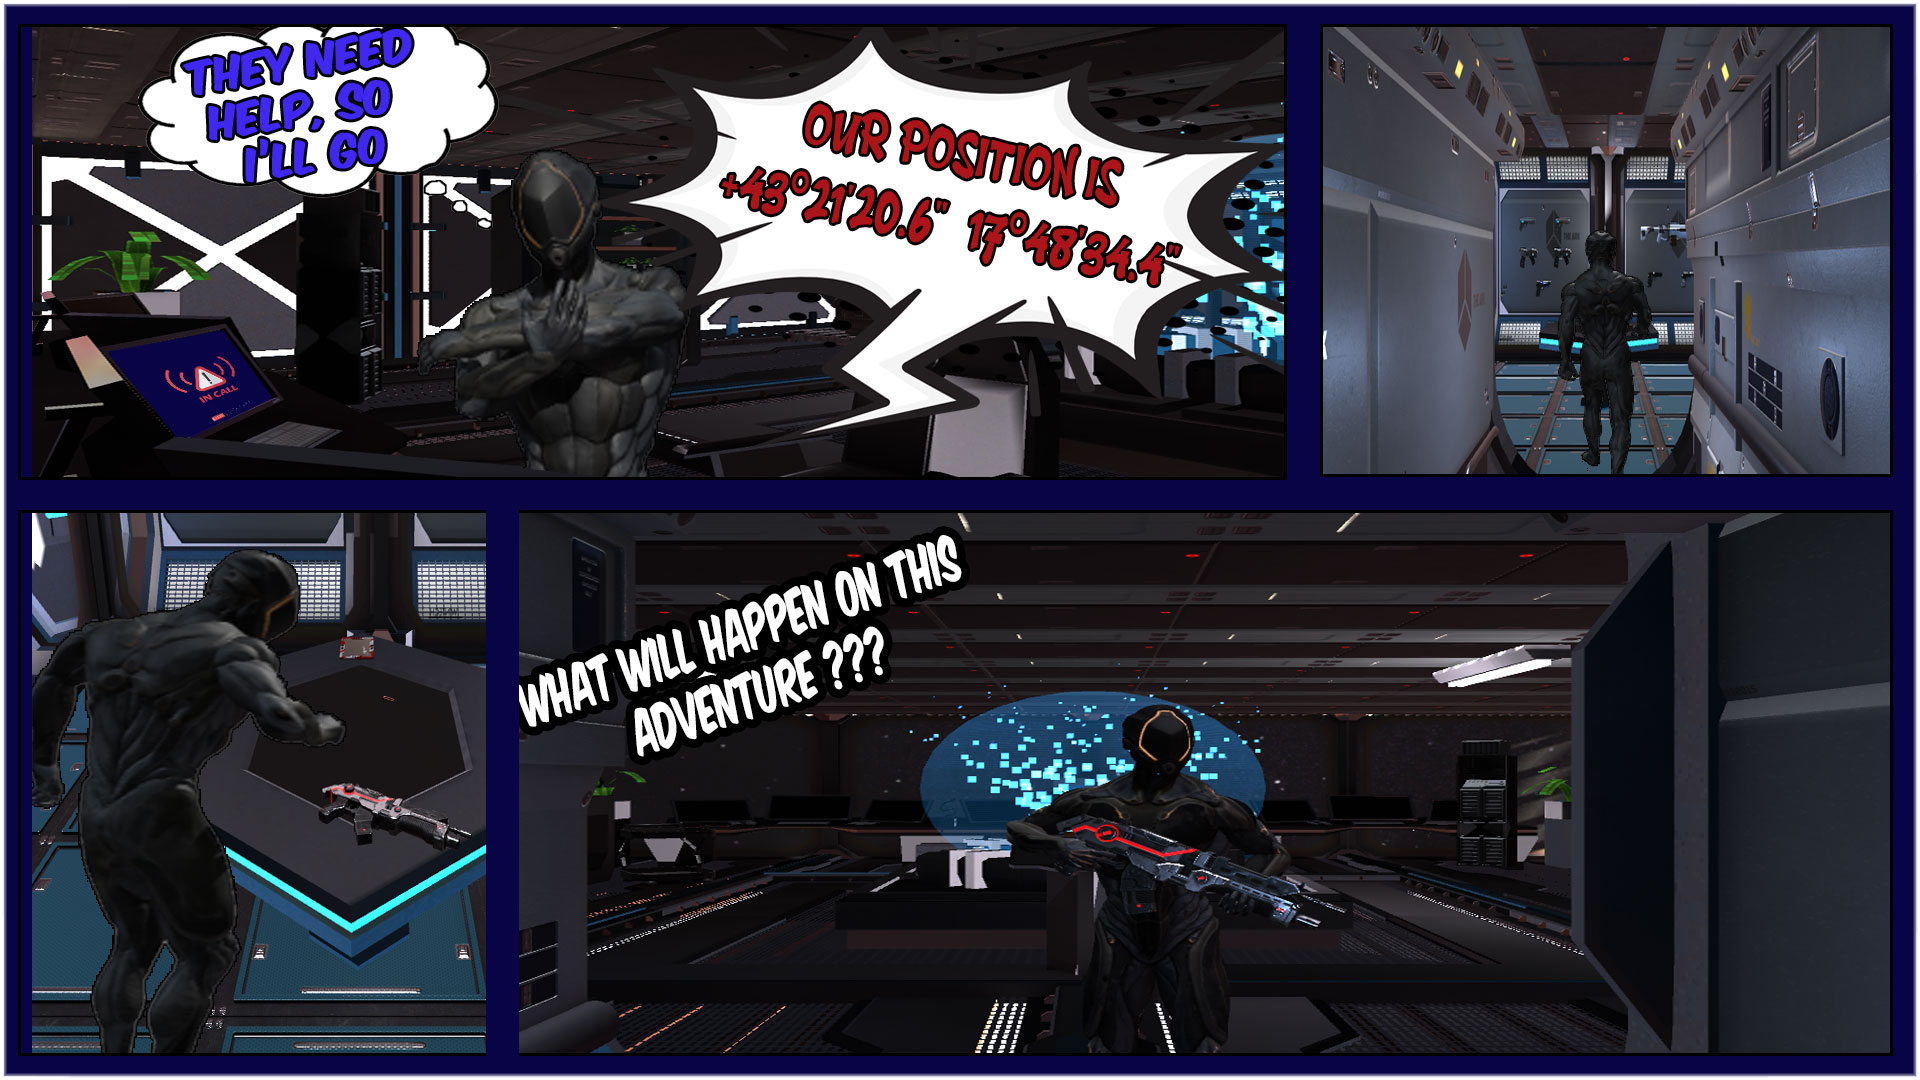 THEY NEED
HELP, SO
I'LL GO
OUR POSITION IS
+43°21'20.6" 17°48'34.4"
IN CALL
WHAT WILL HAPPEN ON THIS
ADVENTURE ???